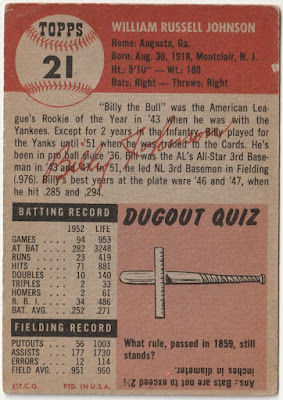 TOPPS
21
WILLIAM RUSSELL JOHNSON
Home: Augusta, Ga.
Born: Aug. 30, 1918, Montclair, N. J.
Ht.: 5'10" — Wt.: 180
Bats: Right - Throws: Right
"Billy the Bull" was the American Lea-
gue's Rookie of the Year in '43 when he was with the
Yankees. Except for 2 years in the Infantry, Billy played for
the Yanks until '51 when he was traded to the Cards. He's
been in pro ball since '36. Bill was the AL's All-Star 3rd Base-
man in '43 and '47. In '51, he led NL 3rd Basemen in Fielding
(.976). Billy's best years at the plate were '46 and '47, when
he hit .285 and .294.
Billy Johnson
BATTING RECORD
1952 LIFE
GAMES 94 953
AT BAT 282 3248
RUNS 23 419
HITS 71 881
DOUBLES 10 140
TRIPLES 2 33
HOMERS 2 61
R. B. I. 34 486
BAT. AV. .252 .271
FIELDING RECORD
PUTOUTS 56 1003
ASSISTS 177 1730
ERRORS 12 114
FIELD AV. .951 .960
©T.C.G. PTD. IN U.S.A.
DUGOUT QUIZ
What rule, passed in 1859, still
stands?
Ans.: Bats are not to exceed 2½
inches in diameter.